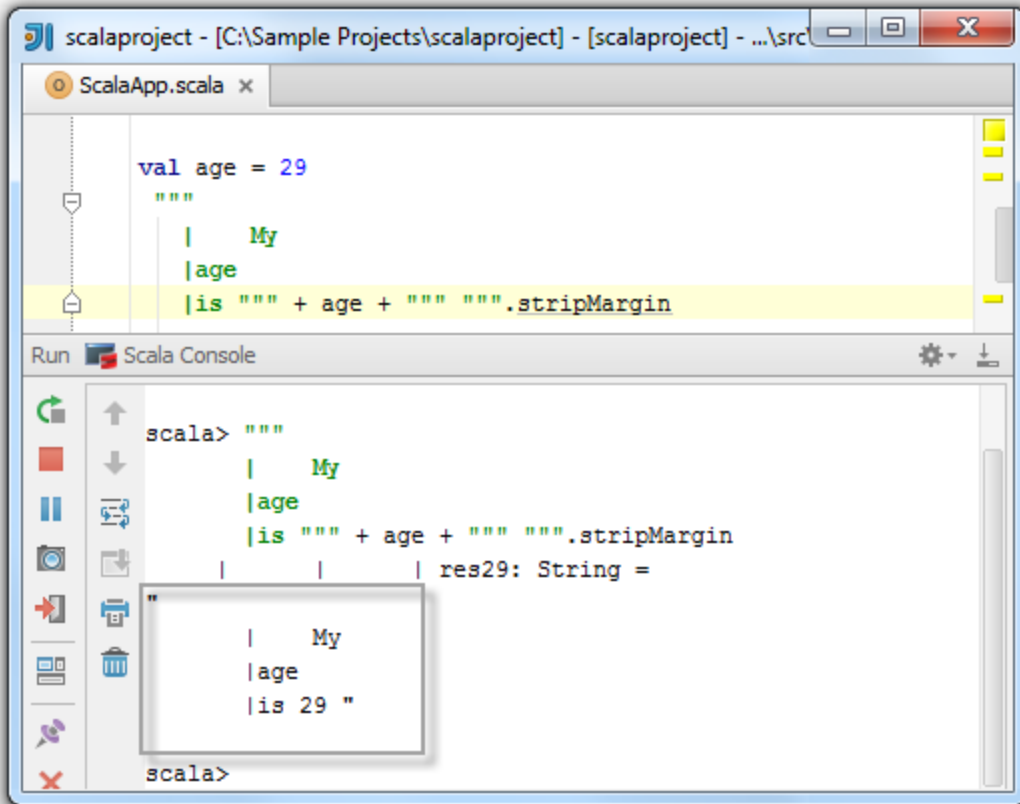 scalaproject - [C:\Sample Projects\scalaproject] - [scalaproject] - ...\src\
ScalaApp.scala
val age = 29
"""
|    My
|age
|is """ + age + """ """.stripMargin
Run Scala Console
scala> """
|    My
|age
|is """ + age + """ """.stripMargin
|      |      | res29: String =
"
|    My
|age
|is 29 "
scala>